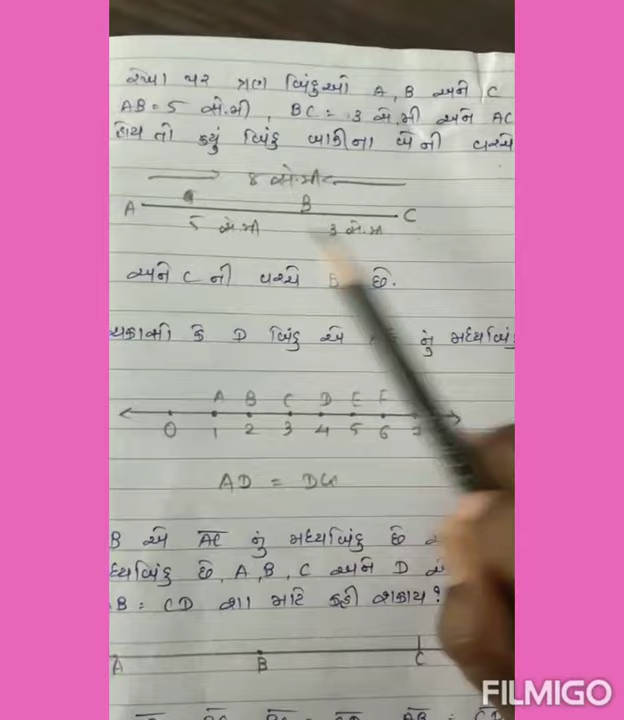 રેખા પર ત્રણ બિંદુઓ A, B અને C
AB = 5 સે.મી, BC = 3 સે.મી અને AC
હોય તો કયું બિંદુ બાકીના બેની વચ્ચે
8 સે.મી
A B C
5 સે.મી 3 સે.મી
અને C ની વચ્ચે B છે.
ચકાસો કે D બિંદુ એ નું મધ્યબિં
A B C D E F
0 1 2 3 4 5 6 7
AD = DG
B એ AC નું મધ્યબિંદુ છે
ધ્યબિંદુ છે, A, B, C અને D
B = CD શા માટે કહી શકાય?
A B C
FILMIGO